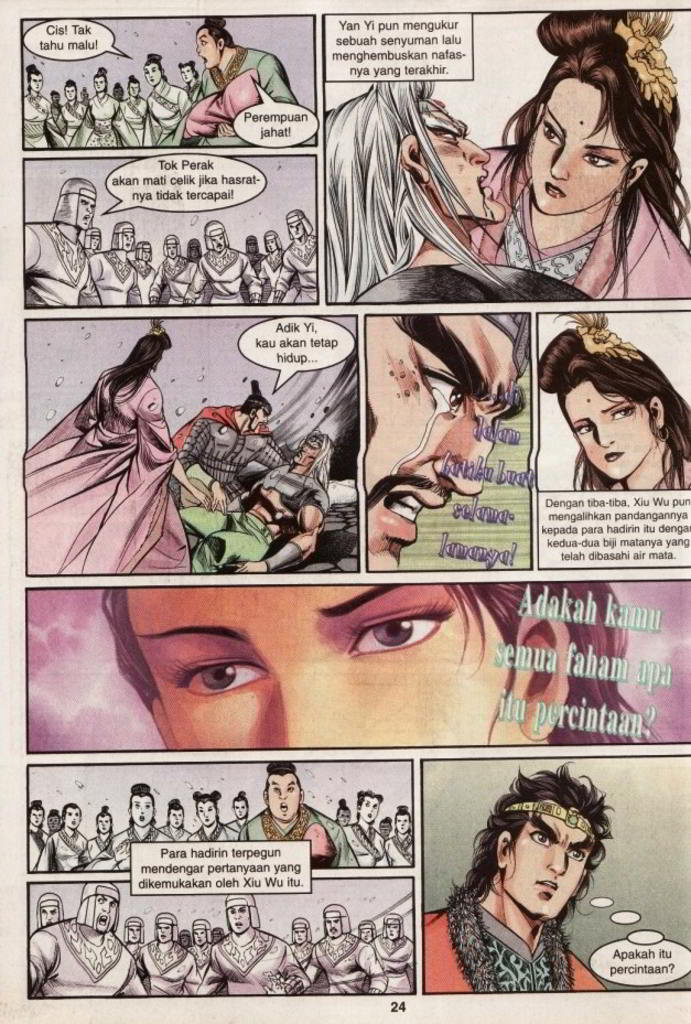 Cis! Tak
tahu malu!
Perempuan
jahat!
Yan Yi pun mengukur
sebuah senyuman lalu
menghembuskan nafas-
nya yang terakhir.
Tok Perak
akan mati celik jika hasrat-
nya tidak tercapai!
Adik Yi,
kau akan tetap
hidup...
dalam
hatiku buat
selama-
lamanya!
Dengan tiba-tiba, Xiu Wu pun
mengalihkan pandangannya
kepada para hadirin itu dengan
kedua-dua biji matanya yang
telah dibasahi air mata.
Adakah kamu
semua faham apa
itu percintaan?
Para hadirin terpegun
mendengar pertanyaan yang
dikemukakan oleh Xiu Wu itu.
Apakah itu
percintaan?
24